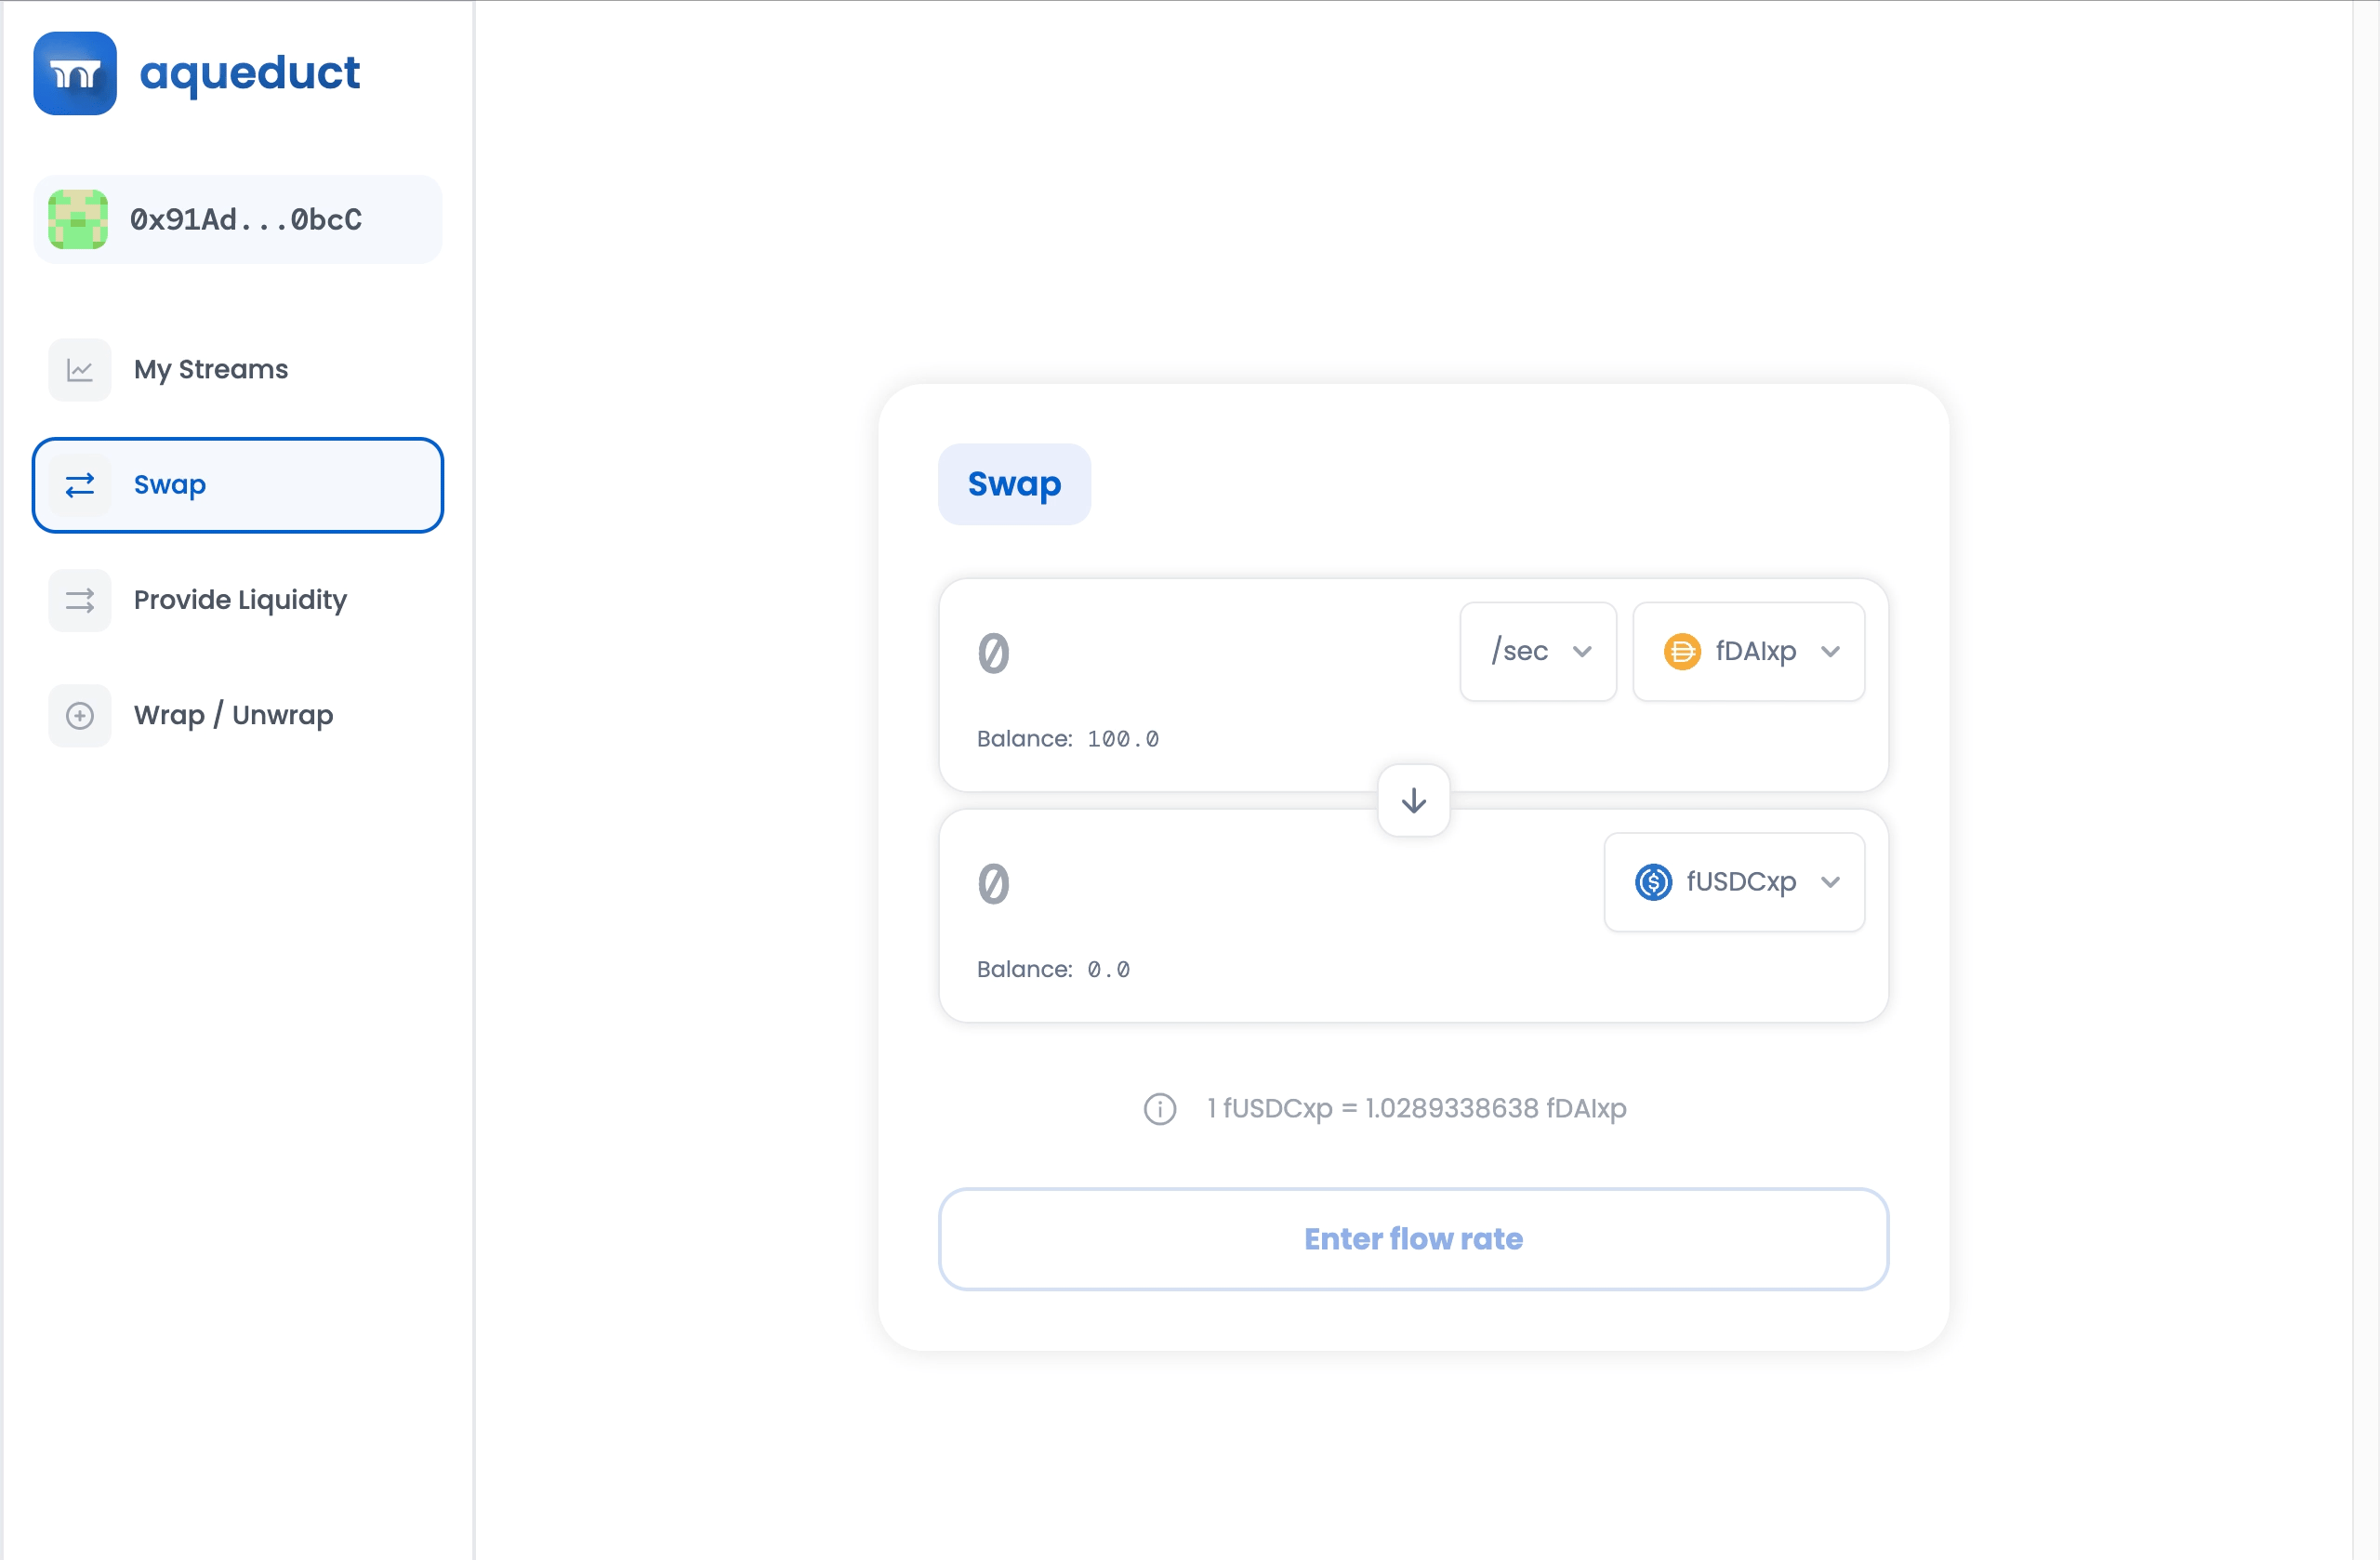 aqueduct
0x91Ad...0bcC
My Streams
Swap
Provide Liquidity
Wrap / Unwrap
Swap
0
/sec
fDAIxp
Balance: 100.0
0
fUSDCxp
Balance: 0.0
1 fUSDCxp = 1.0289338638 fDAIxp
Enter flow rate